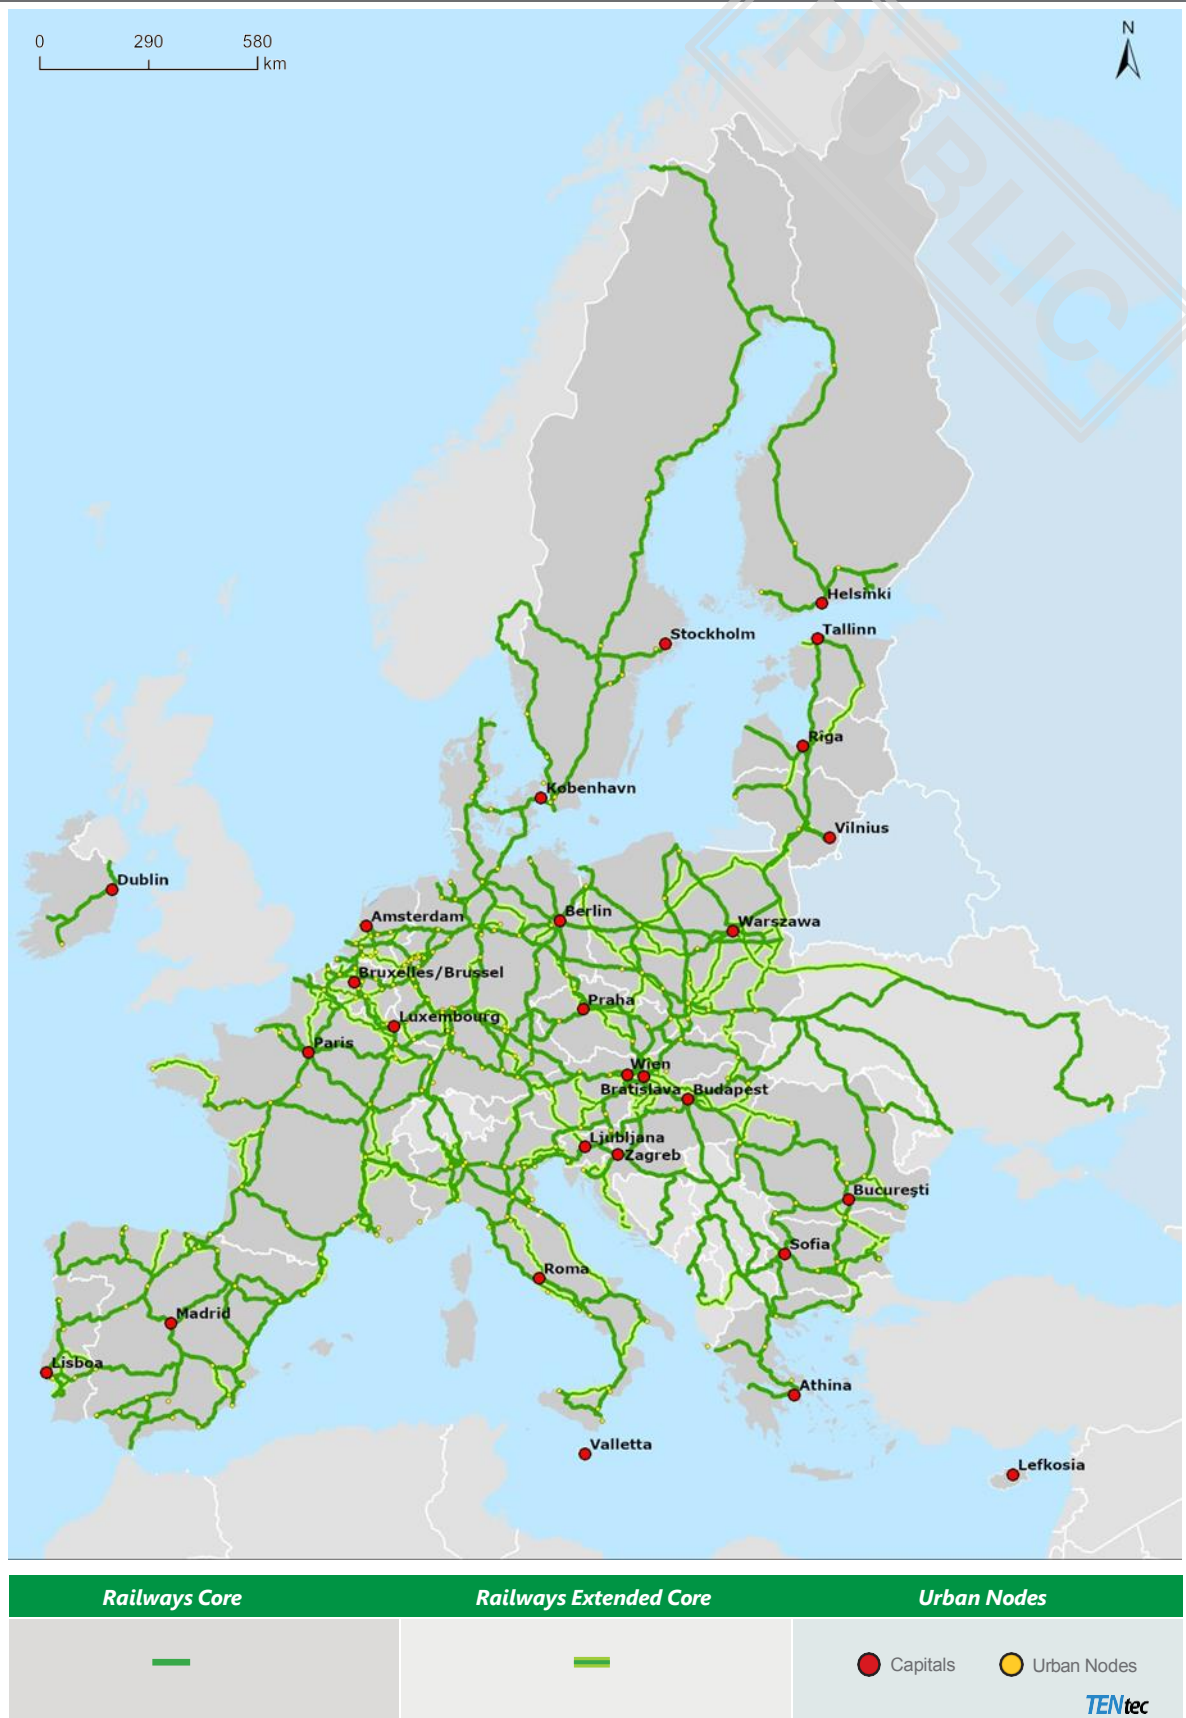 PUBLIC
0 290 580
km
N
Helsinki
Tallinn
Stockholm
Rīga
København
Vilnius
Dublin
Berlin
Amsterdam
Warszawa
Bruxelles/Brussel
Praha
Luxembourg
Paris
Wien
Bratislava
Budapest
Ljubljana
Zagreb
Bucureşti
Sofia
Roma
Madrid
Lisboa
Athina
Valletta
Lefkosia
Railways Core Railways Extended Core Urban Nodes
Capitals Urban Nodes
TENtec